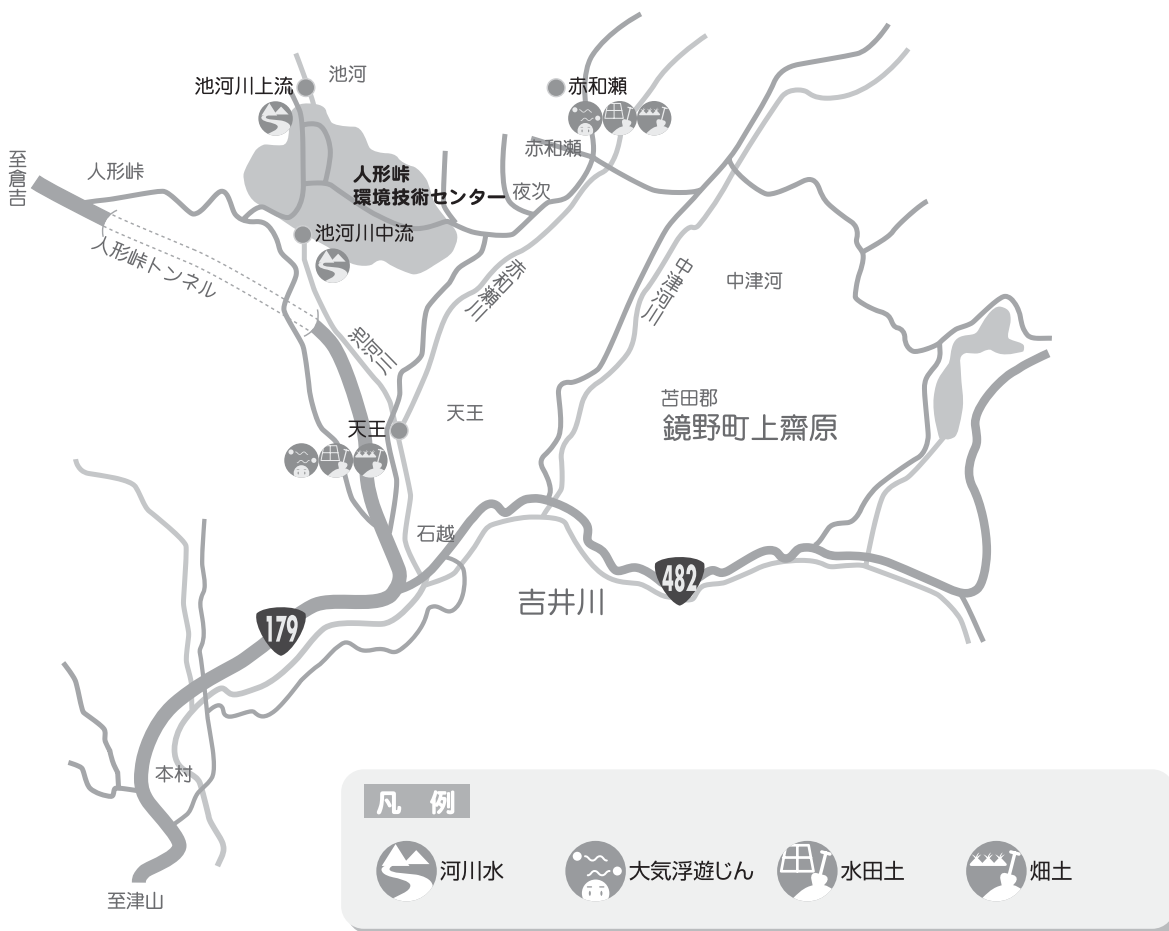 池河川上流
池河
赤和瀬
赤和瀬
至倉吉
人形峠
人形峠
環境技術センター
夜次
池河川中流
人形峠トンネル
赤和瀬川
中津河川
中津河
池河川
苫田郡
鏡野町上齋原
天王
天王
石越
吉井川
482
179
本村
至津山
凡 例
河川水
大気浮遊じん
水田土
畑土